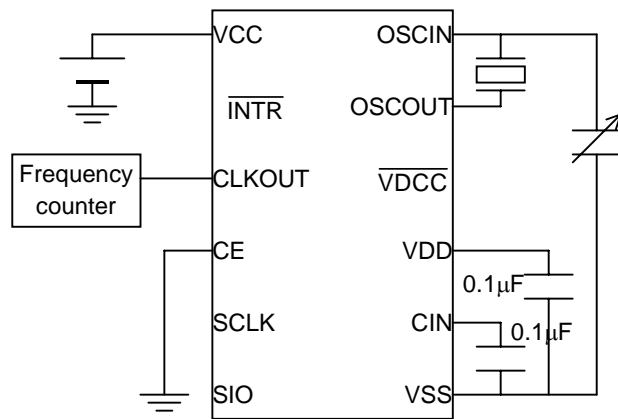 VCC
OSCIN
INTR
OSCOUT
Frequency
counter
CLKOUT
VDCC
CE
VDD
0.1μF
SCLK
CIN
0.1μF
SIO
VSS